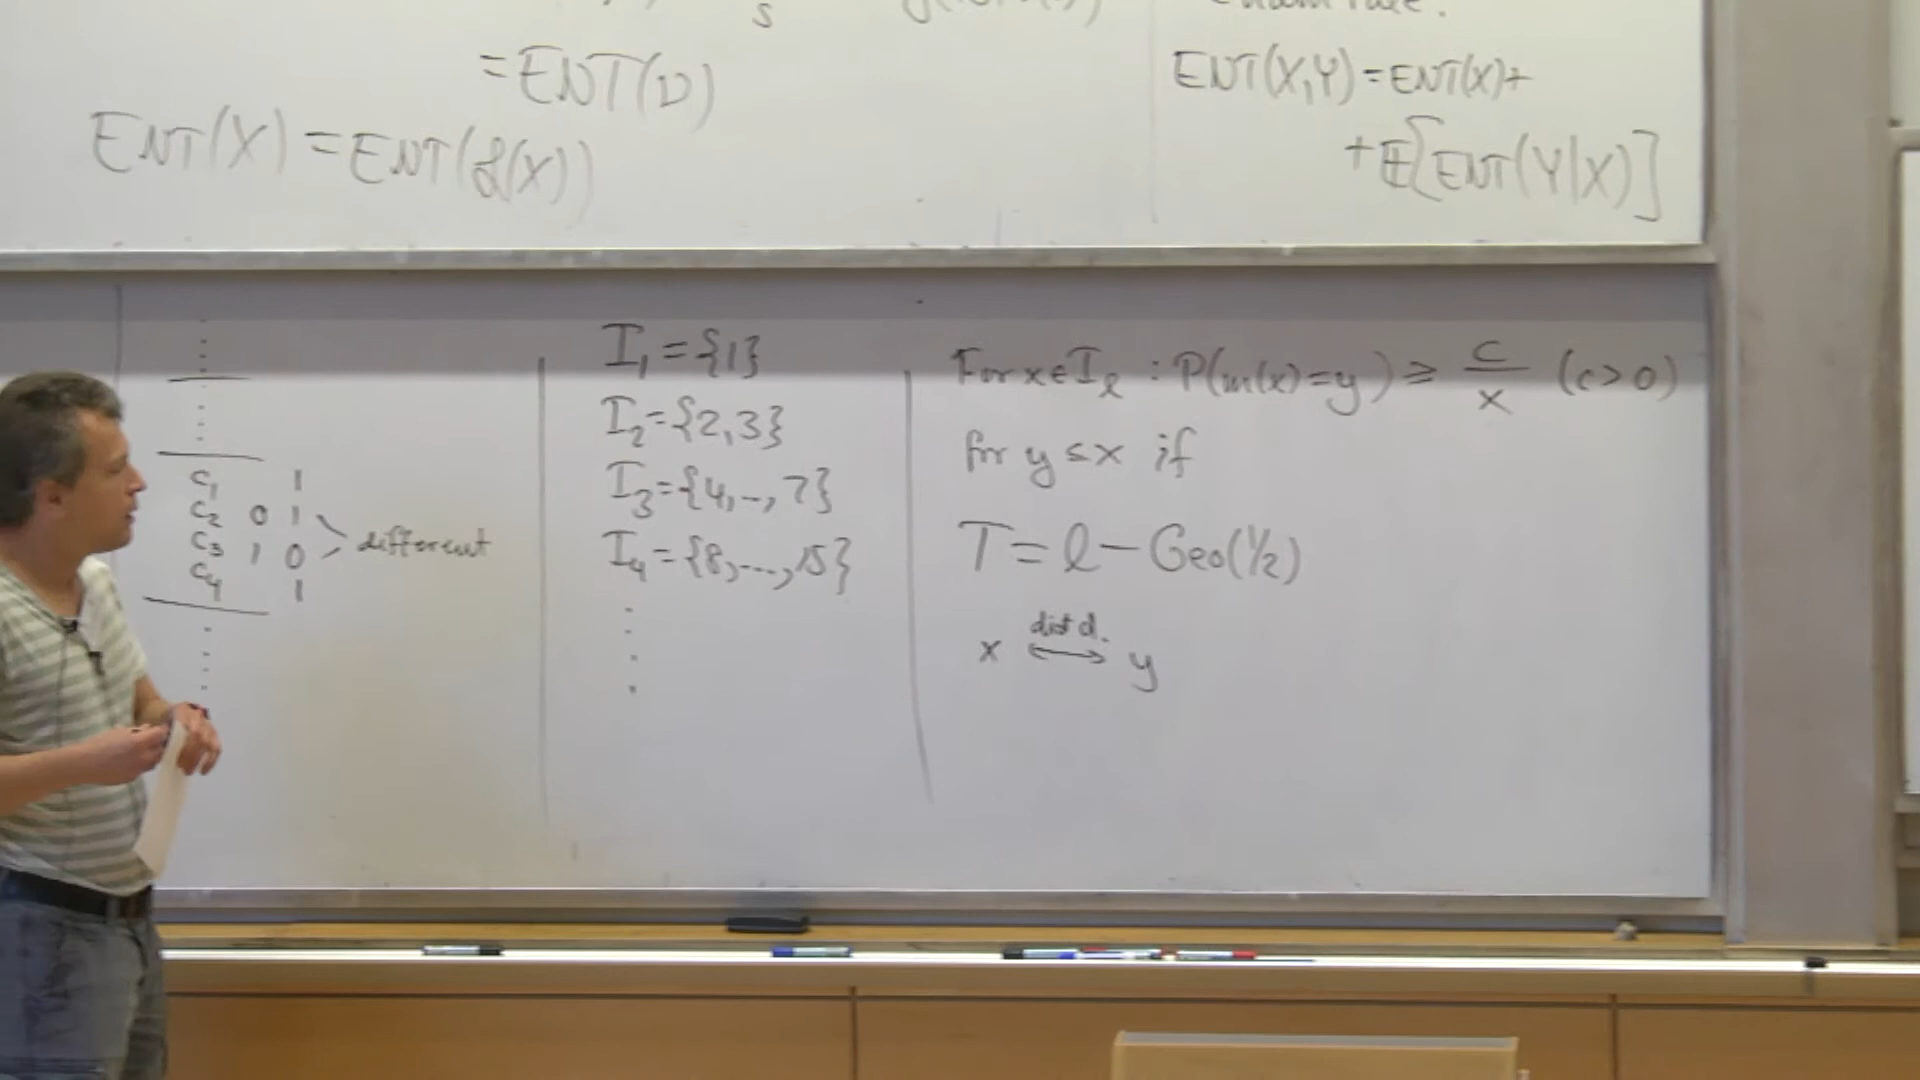 = ENT(ν)
ENT(X) = ENT(ℒ(X))
ENT(X,Y) = ENT(X) +
+ 𝔼[ENT(Y|X)]
C₁ 1
C₂ 0 1
C₃ 1 0
C₄ 1
different
I₁ = {1}
I₂ = {2,3}
I₃ = {4,..,7}
I₄ = {8,...,15}
For x ∈ I_ℓ : P(m(x)=y) ≥ c/x (c>0)
for y ≤ x if
T = ℓ − Geo(1/2)
dist d.
x ⟷ y